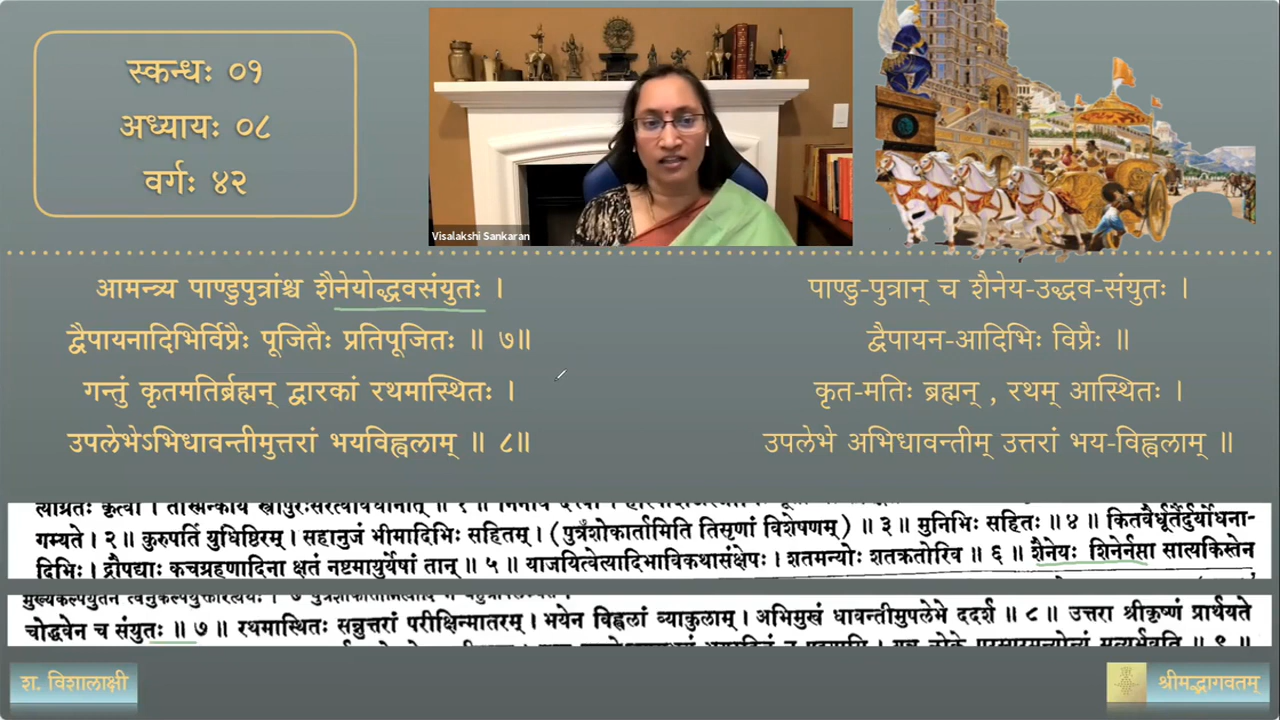 स्कन्धः ०१
अध्यायः ०८
वर्गः ४२
Visalakshi Sankaran
आमन्त्र्य पाण्डुपुत्रांश्च शैनेयोद्धवसंयुतः ।
द्वैपायनादिभिर्विप्रैः पूजितैः प्रतिपूजितः ॥ ७॥
गन्तुं कृतमतिर्ब्रह्मन् द्वारकां रथमास्थितः ।
उपलेभेऽभिधावन्तीमुत्तरां भयविह्वलाम् ॥ ८॥
पाण्डु-पुत्रान् च शैनेय-उद्धव-संयुतः ।
द्वैपायन-आदिभिः विप्रैः ॥
कृत-मतिः ब्रह्मन् , रथम् आस्थितः ।
उपलेभे अभिधावन्तीम् उत्तरां भय-विह्वलाम् ॥
गम्यते । २ ॥ कुरुपतिं युधिष्ठिरम् । सहानुजं भीमादिभिः सहितम् । (पुत्रशोकार्तामिति तिसृणां विशेषणम्) ॥ ३ ॥ मुनिभिः सहितः ॥ ४ ॥ कितवैर्धूर्तैर्दुर्योधना-
दिभिः । द्रौपद्याः कचग्रहणादिना क्षतं नष्टमायुर्येषां तान् ॥ ५ ॥ याजयित्वेत्यादिभाविकथासंक्षेपः । शतमन्योः शतक्रतोरिव ॥ ६ ॥ शैनेयः शिनेर्नप्ता सात्यकिस्तेन
चोद्धवेन च संयुतः ॥ ७ ॥ रथमास्थितः सन्नुत्तरां परीक्षिन्मातरम् । भयेन विह्वलां व्याकुलाम् । अभिमुखं धावन्तीमुपलेभे ददर्श ॥ ८ ॥ उत्तरा श्रीकृष्णं प्रार्थयते
श. विशालाक्षी
श्रीमद्भागवतम्